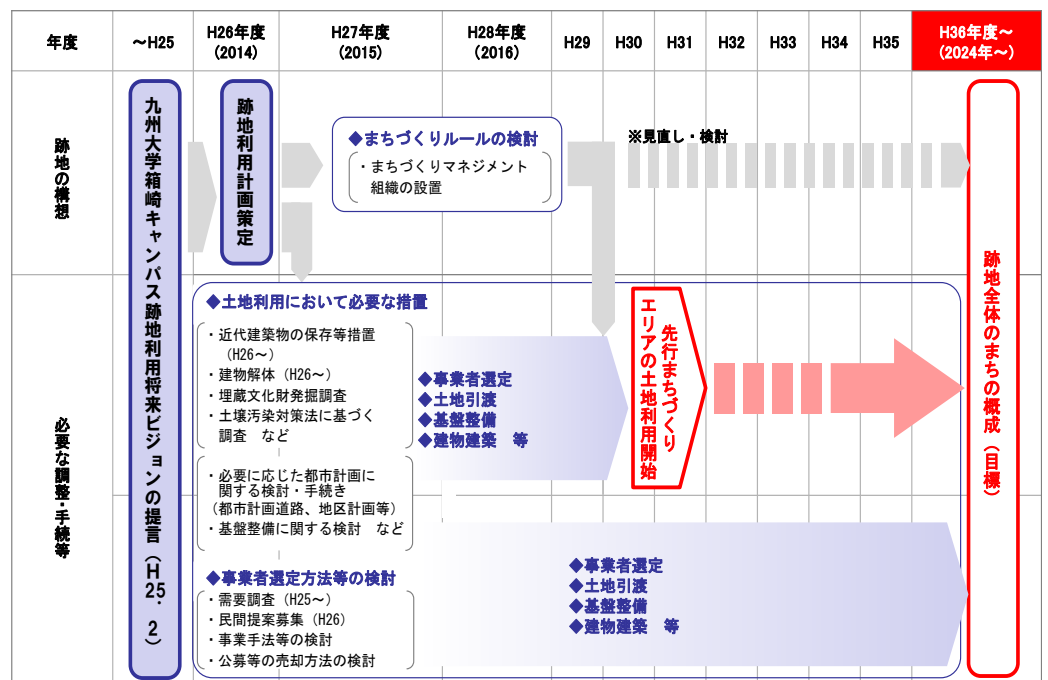 年度
～H25
H26年度
(2014)
H27年度
(2015)
H28年度
(2016)
H29
H30
H31
H32
H33
H34
H35
H36年度～
(2024年～)
跡地の構想
必要な調整・手続等
九州大学箱崎キャンパス跡地利用将来ビジョンの提言（H25．2）
跡地利用計画策定
◆まちづくりルールの検討
・まちづくりマネジメント
組織の設置
※見直し・検討
◆土地利用において必要な措置
・近代建築物の保存等措置
（H26～）
・建物解体（H26～）
・埋蔵文化財発掘調査
・土壌汚染対策法に基づく
調査　など
・必要に応じた都市計画に
関する検討・手続き
（都市計画道路、地区計画等）
・基盤整備に関する検討　など
◆事業者選定方法等の検討
・需要調査（H25～）
・民間提案募集（H26）
・事業手法等の検討
・公募等の売却方法の検討
◆事業者選定
◆土地引渡
◆基盤整備
◆建物建築　等
先行まちづくり
エリアの土地利用開始
◆事業者選定
◆土地引渡
◆基盤整備
◆建物建築　等
跡地全体のまちの概成（目標）